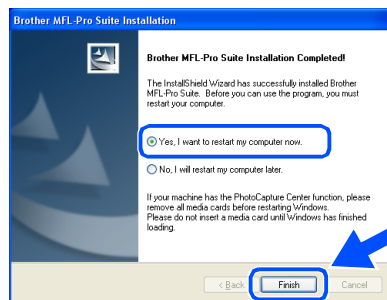 Brother MFL-Pro Suite Installation
Brother MFL-Pro Suite Installation Completed!
The InstallShield Wizard has successfully installed Brother
MFL-Pro Suite. Before you can use the program, you must
restart your computer.
Yes, I want to restart my computer now.
No, I will restart my computer later.
If your machine has the PhotoCapture Center function, please
remove all media cards before restarting Windows.
Please do not insert a media card until Windows has finished
loading.
< Back Finish Cancel